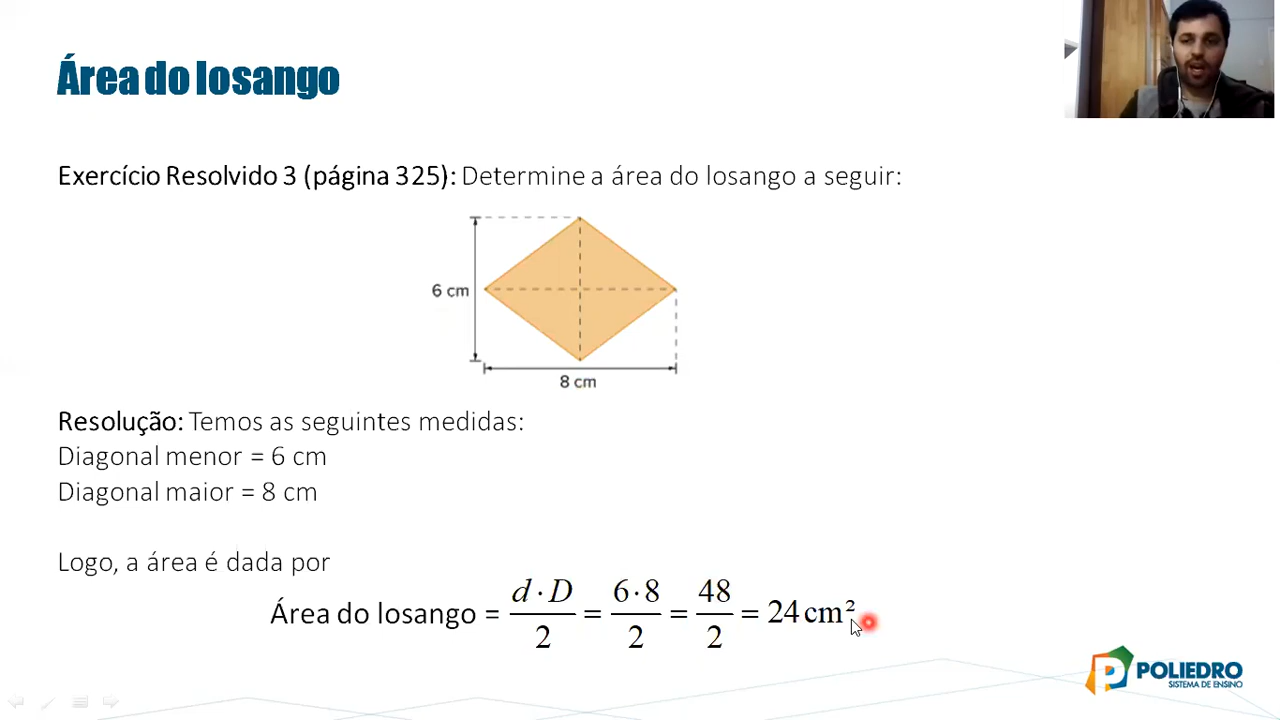 Área do losango
Exercício Resolvido 3 (página 325): Determine a área do losango a seguir:
6 cm
8 cm
Resolução: Temos as seguintes medidas:
Diagonal menor = 6 cm
Diagonal maior = 8 cm
Logo, a área é dada por
Área do losango = d · D / 2 = 6 · 8 / 2 = 48 / 2 = 24 cm²
POLIEDRO
SISTEMA DE ENSINO